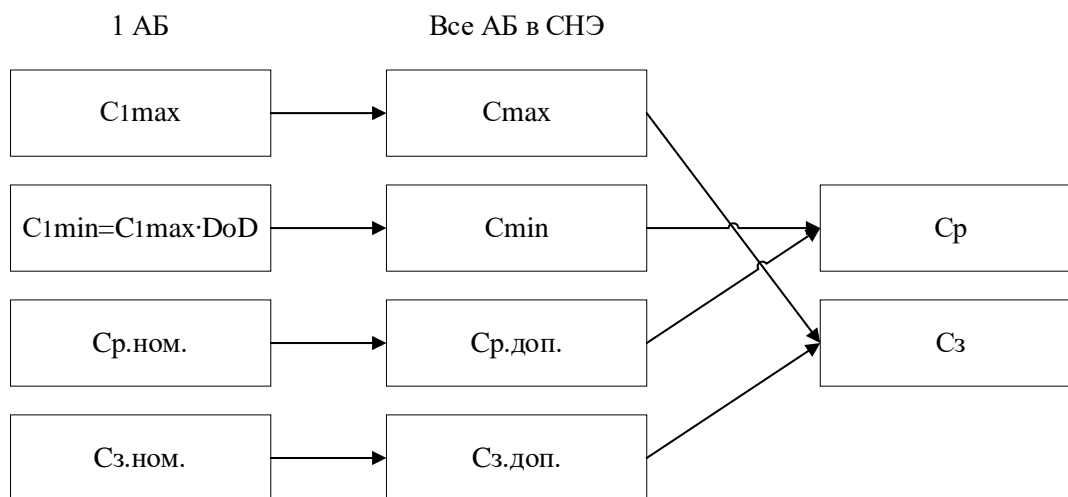 1 АБ
Все АБ в СНЭ
C1max
Cmax
C1min=C1max·DoD
Cmin
Cр
Cр.ном.
Cр.доп.
Cз
Cз.ном.
Cз.доп.